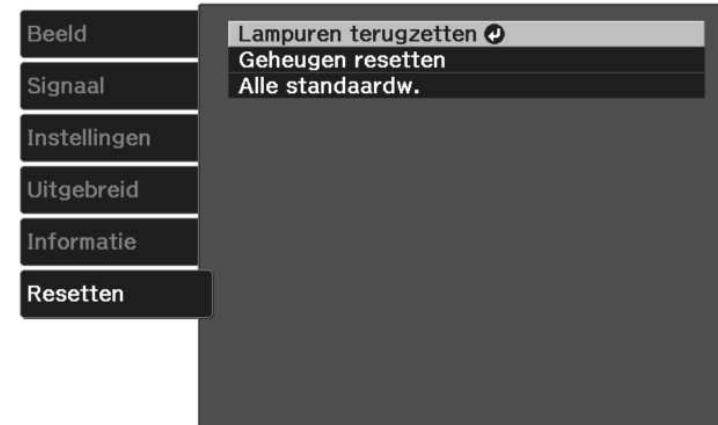 Beeld
Signaal
Instellingen
Uitgebreid
Informatie
Resetten
Lampuren terugzetten
Geheugen resetten
Alle standaardw.